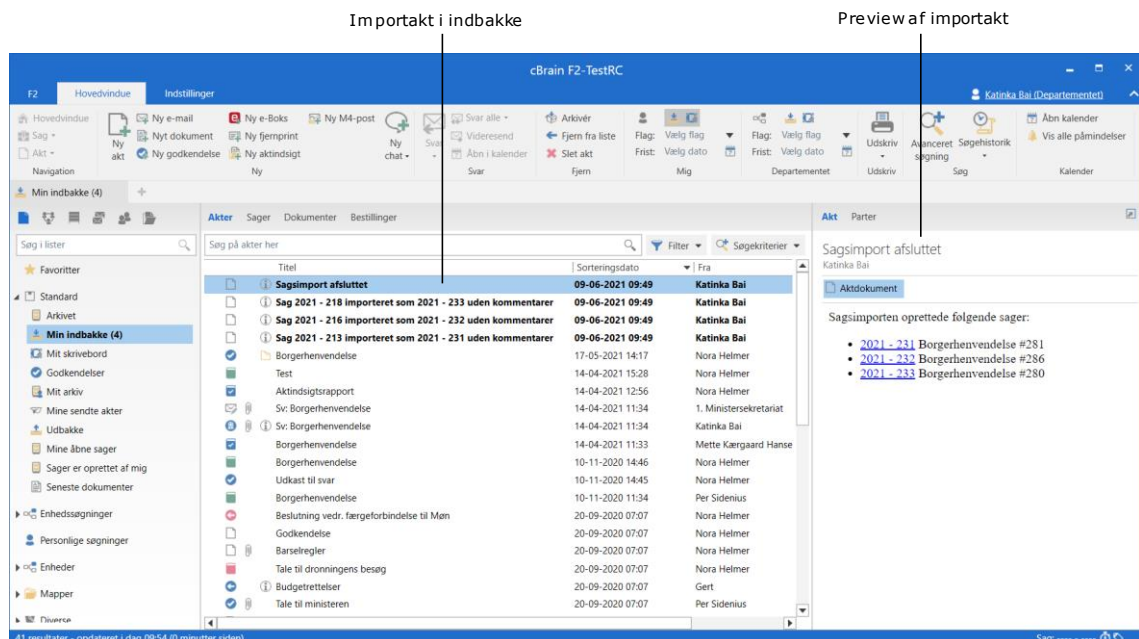 Importakt i indbakke
Preview af importakt
cBrain F2-TestRC
F2 Hovedvindue Indstillinger
Katinka Bai (Departementet)
Hovedvindue
Sag
Akt
Navigation
Ny akt
Ny e-mail
Nyt dokument
Ny godkendelse
Ny e-Boks
Ny fjernprint
Ny aktindsigt
Ny M4-post
Ny chat
Ny
Svar
Svar alle
Videresend
Åbn i kalender
Svar
Arkivér
Fjern fra liste
Slet akt
Fjern
Flag: Vælg flag
Frist: Vælg dato
Mig
Flag: Vælg flag
Frist: Vælg dato
Departementet
Udskriv
Udskriv
Avanceret søgning
Søgehistorik
Søg
Åbn kalender
Vis alle påmindelser
Kalender
Min indbakke (4)
Søg i lister
Favoritter
Standard
Arkivet
Min indbakke (4)
Mit skrivebord
Godkendelser
Mit arkiv
Mine sendte akter
Udbakke
Mine åbne sager
Sager er oprettet af mig
Seneste dokumenter
Enhedssøgninger
Personlige søgninger
Enheder
Mapper
Diverse
Akter Sager Dokumenter Bestillinger
Søg på akter her
Filter Søgekriterier
Titel Sorteringsdato Fra
Sagsimport afsluttet 09-06-2021 09:49 Katinka Bai
Sag 2021 - 218 importeret som 2021 - 233 uden kommentarer 09-06-2021 09:49 Katinka Bai
Sag 2021 - 216 importeret som 2021 - 232 uden kommentarer 09-06-2021 09:49 Katinka Bai
Sag 2021 - 213 importeret som 2021 - 231 uden kommentarer 09-06-2021 09:49 Katinka Bai
Borgerhenvendelse 17-05-2021 14:17 Nora Helmer
Test 14-04-2021 15:28 Nora Helmer
Aktindsigtsrapport 14-04-2021 12:56 Nora Helmer
Sv: Borgerhenvendelse 14-04-2021 11:34 1. Ministersekretariat
Sv: Borgerhenvendelse 14-04-2021 11:34 Katinka Bai
Borgerhenvendelse 14-04-2021 11:33 Mette Kærgaard Hanse
Borgerhenvendelse 10-11-2020 14:46 Nora Helmer
Udkast til svar 10-11-2020 14:45 Nora Helmer
Borgerhenvendelse 10-11-2020 11:34 Per Sidenius
Beslutning vedr. færgeforbindelse til Møn 20-09-2020 07:07 Nora Helmer
Godkendelse 20-09-2020 07:07 Nora Helmer
Barselregler 20-09-2020 07:07 Nora Helmer
Tale til dronningens besøg 20-09-2020 07:07 Nora Helmer
Budgetrettelser 20-09-2020 07:07 Gert
Tale til ministeren 20-09-2020 07:07 Per Sidenius
Akt Parter
Sagsimport afsluttet
Katinka Bai
Aktdokument
Sagsimporten oprettede følgende sager:
2021 - 231 Borgerhenvendelse #281
2021 - 232 Borgerhenvendelse #286
2021 - 233 Borgerhenvendelse #280
41 resultater - opdateret i dag 09:54 (0 minutter siden)
Sag: